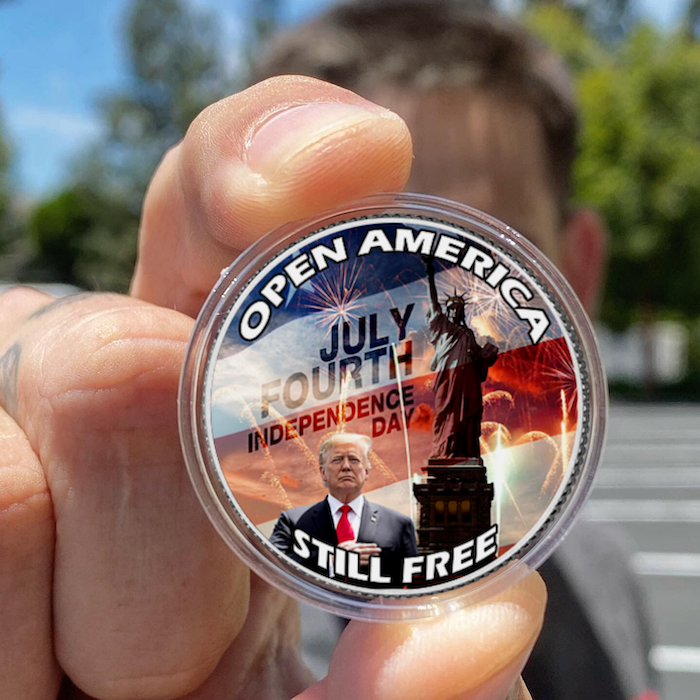 OPEN AMERICA
JULY
FOURTH
INDEPENDENCE
DAY
STILL FREE